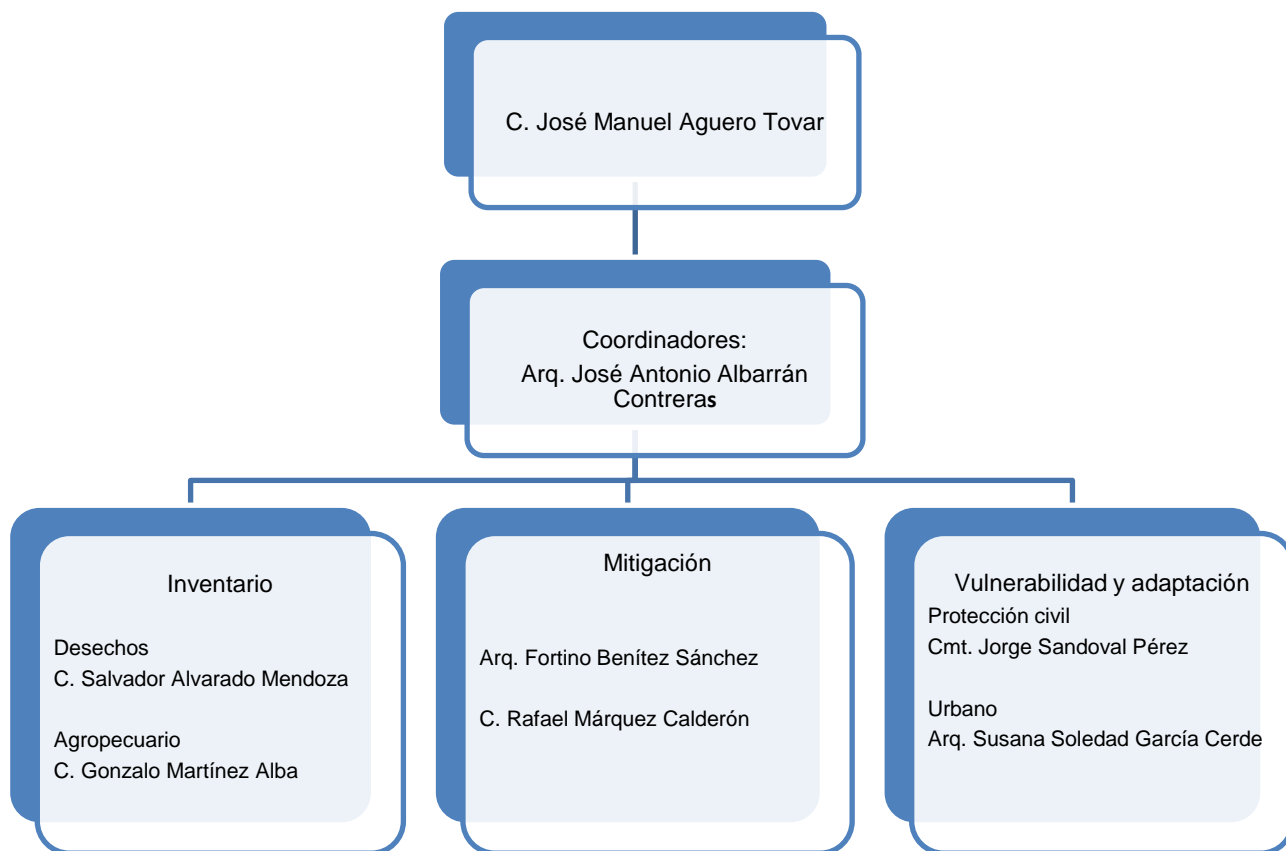 C. José Manuel Aguero Tovar
Coordinadores:
Arq. José Antonio Albarrán
Contreras
Inventario
Desechos
C. Salvador Alvarado Mendoza
Agropecuario
C. Gonzalo Martínez Alba
Mitigación
Arq. Fortino Benítez Sánchez
C. Rafael Márquez Calderón
Vulnerabilidad y adaptación
Protección civil
Cmt. Jorge Sandoval Pérez
Urbano
Arq. Susana Soledad García Cerde